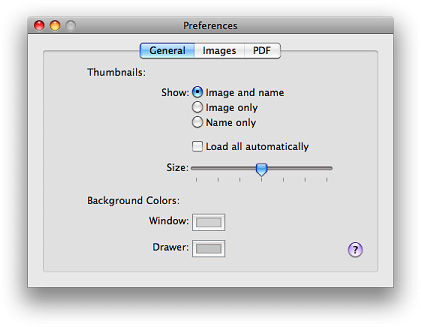 Preferences
General Images PDF
Thumbnails:
Show: Image and name
Image only
Name only
Load all automatically
Size:
Background Colors:
Window:
Drawer:
?